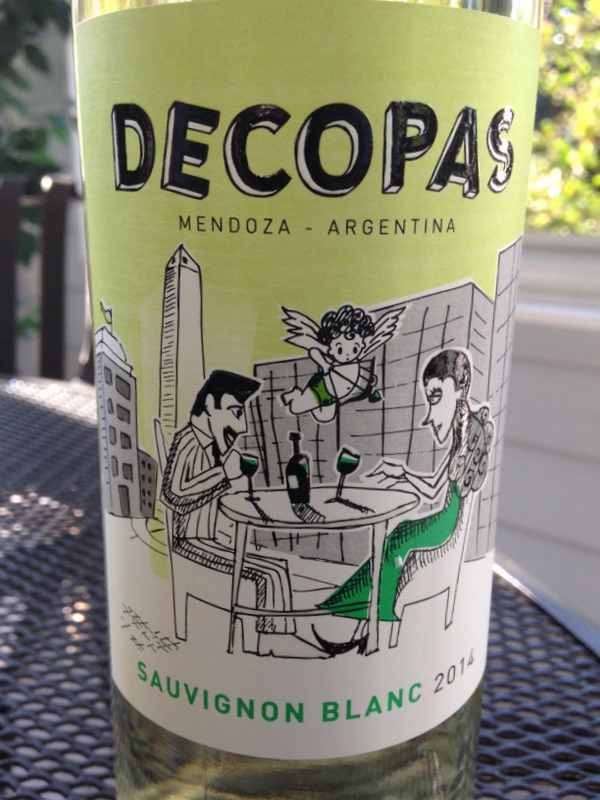 DECOPAS
MENDOZA - ARGENTINA
SAUVIGNON BLANC 2014